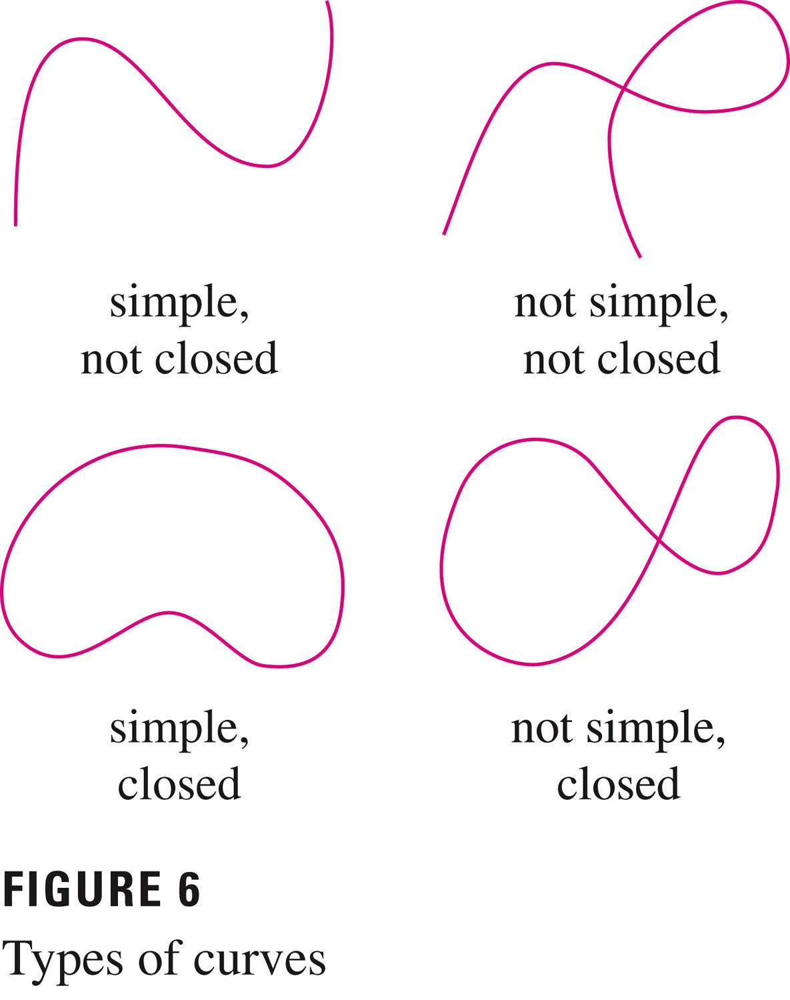 simple,
not closed
not simple,
not closed
simple,
closed
not simple,
closed
FIGURE 6
Types of curves